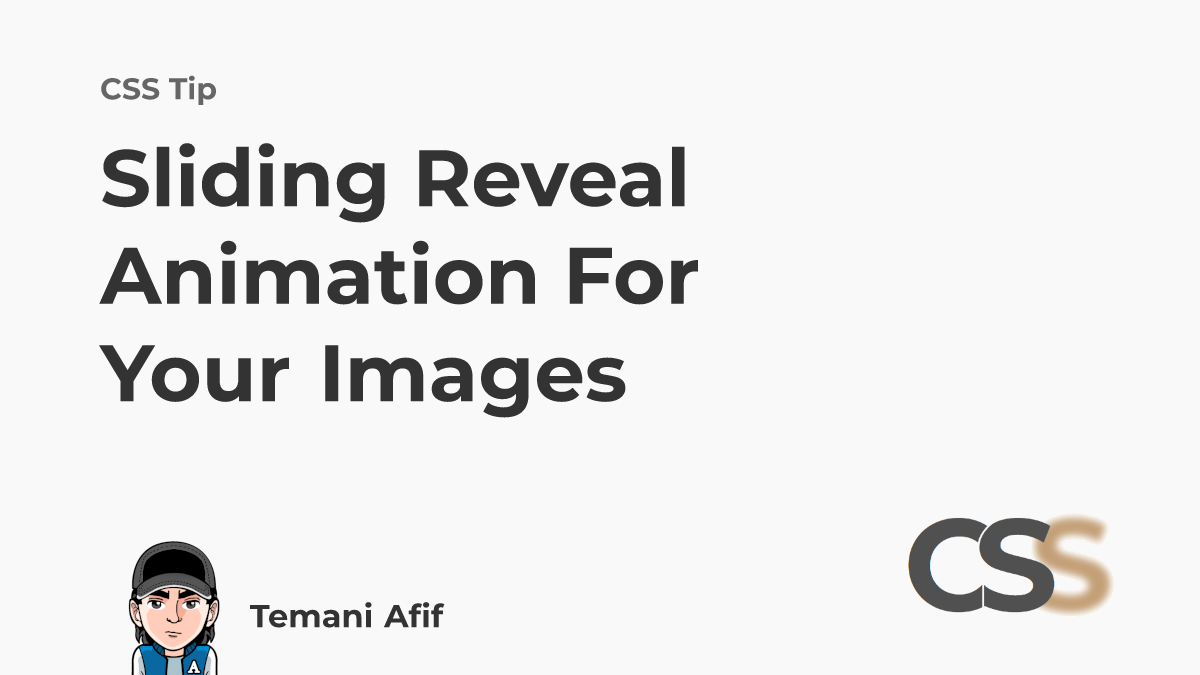 CSS Tip
Sliding Reveal
Animation For
Your Images
Temani Afif
CSS
A